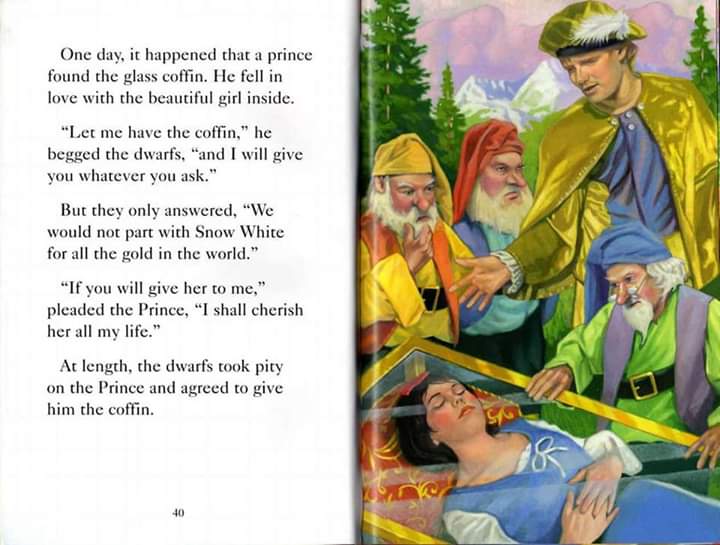 One day, it happened that a prince
found the glass coffin. He fell in
love with the beautiful girl inside.
“Let me have the coffin,” he
begged the dwarfs, “and I will give
you whatever you ask.”
But they only answered, “We
would not part with Snow White
for all the gold in the world.”
“If you will give her to me,”
pleaded the Prince, “I shall cherish
her all my life.”
At length, the dwarfs took pity
on the Prince and agreed to give
him the coffin.
40